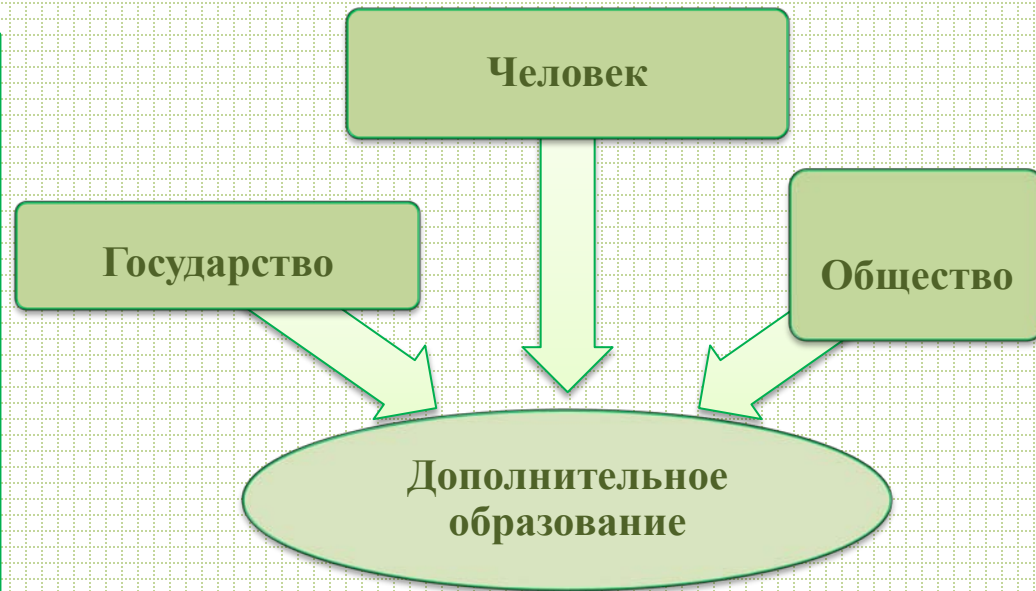 Человек
Государство
Общество
Дополнительное
образование